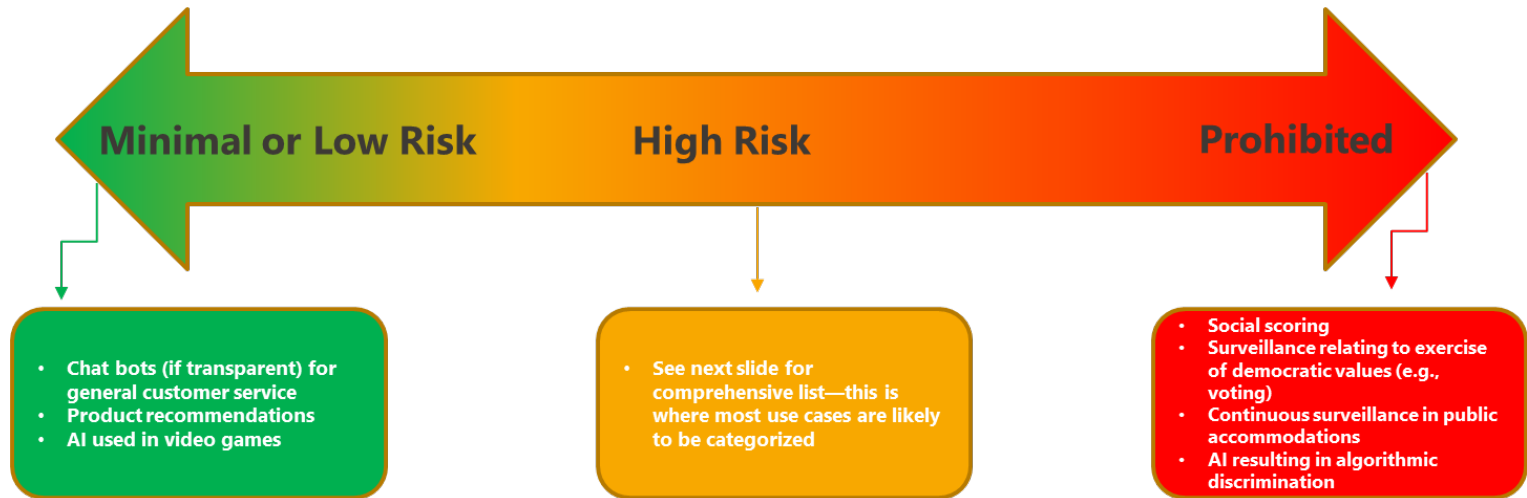 Minimal or Low Risk
High Risk
Prohibited
• Chat bots (if transparent) for
general customer service
• Product recommendations
• AI used in video games
• See next slide for
comprehensive list—this is
where most use cases are likely
to be categorized
• Social scoring
• Surveillance relating to exercise
of democratic values (e.g.,
voting)
• Continuous surveillance in public
accommodations
• AI resulting in algorithmic
discrimination